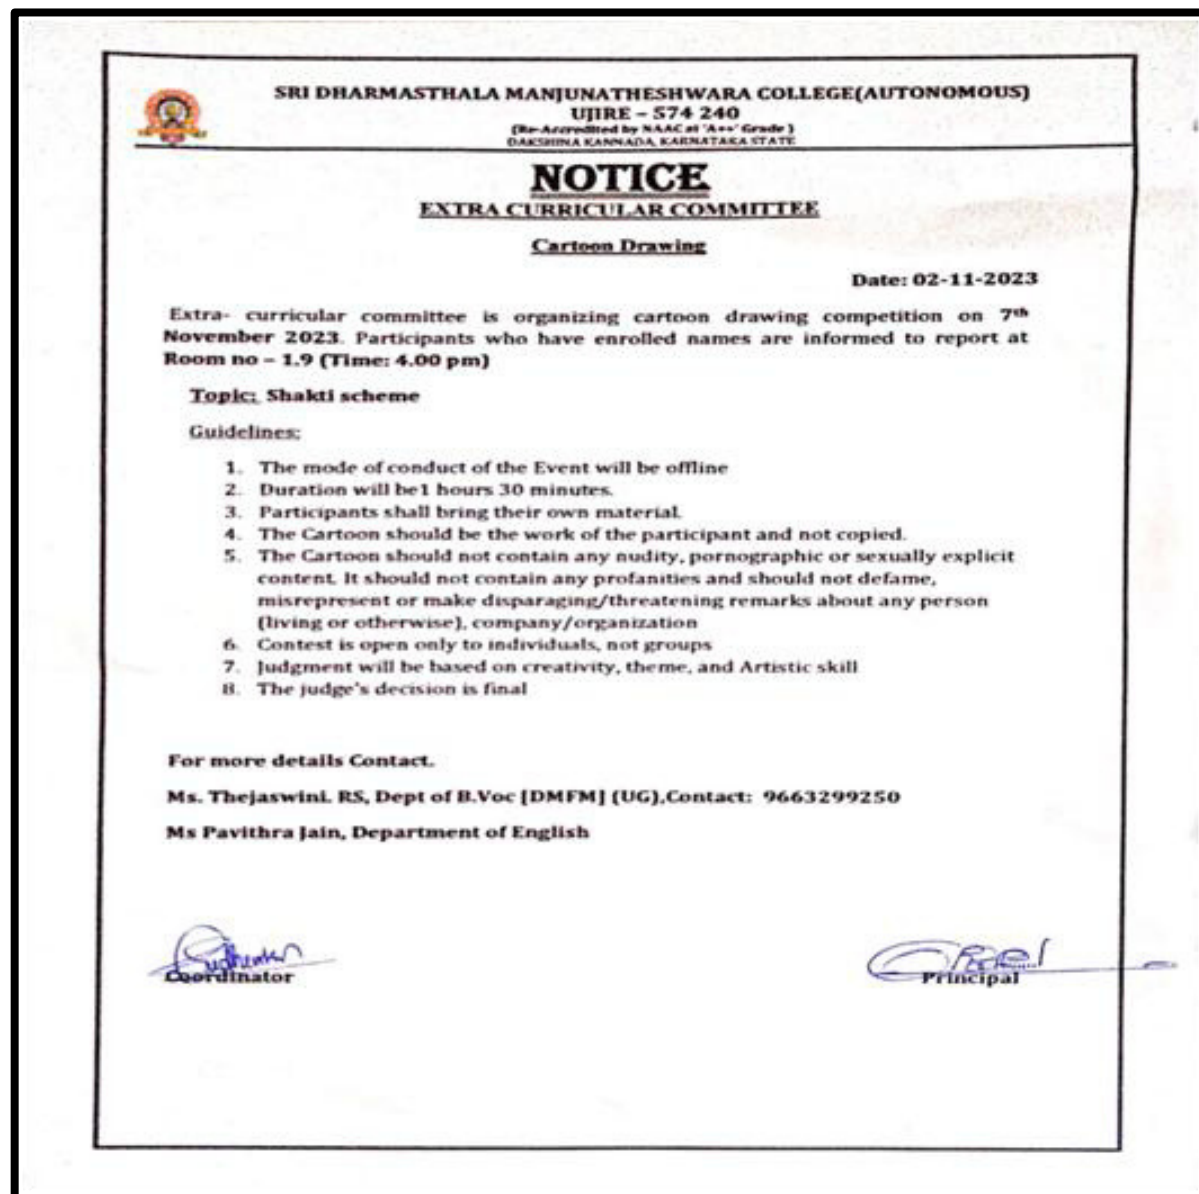 SRI DHARMASTHALA MANJUNATHESHWARA COLLEGE(AUTONOMOUS)
UJIRE – 574 240
(Re-Accredited by NAAC at 'A++' Grade )
DAKSHINA KANNADA, KARNATAKA STATE
NOTICE
EXTRA CURRICULAR COMMITTEE
Cartoon Drawing
Date: 02-11-2023
Extra- curricular committee is organizing cartoon drawing competition on 7th
November 2023. Participants who have enrolled names are informed to report at
Room no – 1.9 (Time: 4.00 pm)
Topic: Shakti scheme
Guidelines:
1. The mode of conduct of the Event will be offline
2. Duration will be1 hours 30 minutes.
3. Participants shall bring their own material.
4. The Cartoon should be the work of the participant and not copied.
5. The Cartoon should not contain any nudity, pornographic or sexually explicit
content. It should not contain any profanities and should not defame,
misrepresent or make disparaging/threatening remarks about any person
(living or otherwise), company/organization
6. Contest is open only to individuals, not groups
7. Judgment will be based on creativity, theme, and Artistic skill
8. The judge's decision is final
For more details Contact.
Ms. Thejaswini. RS, Dept of B.Voc [DMFM] (UG),Contact: 9663299250
Ms Pavithra Jain, Department of English
Coordinator
Principal